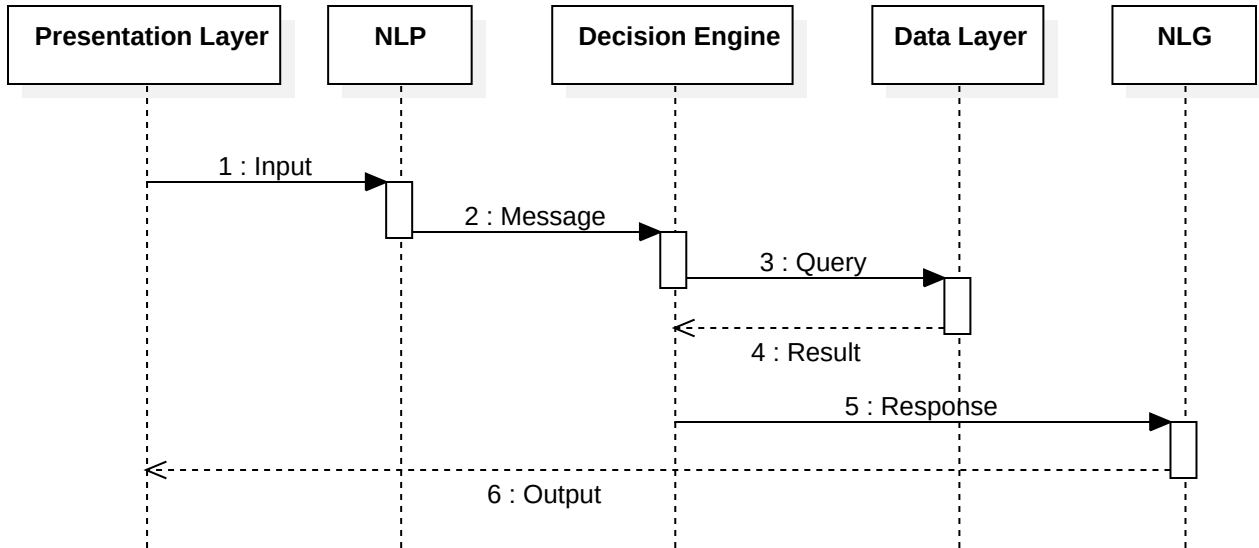 Presentation Layer
NLP
Decision Engine
Data Layer
NLG
1 : Input
2 : Message
3 : Query
4 : Result
5 : Response
6 : Output